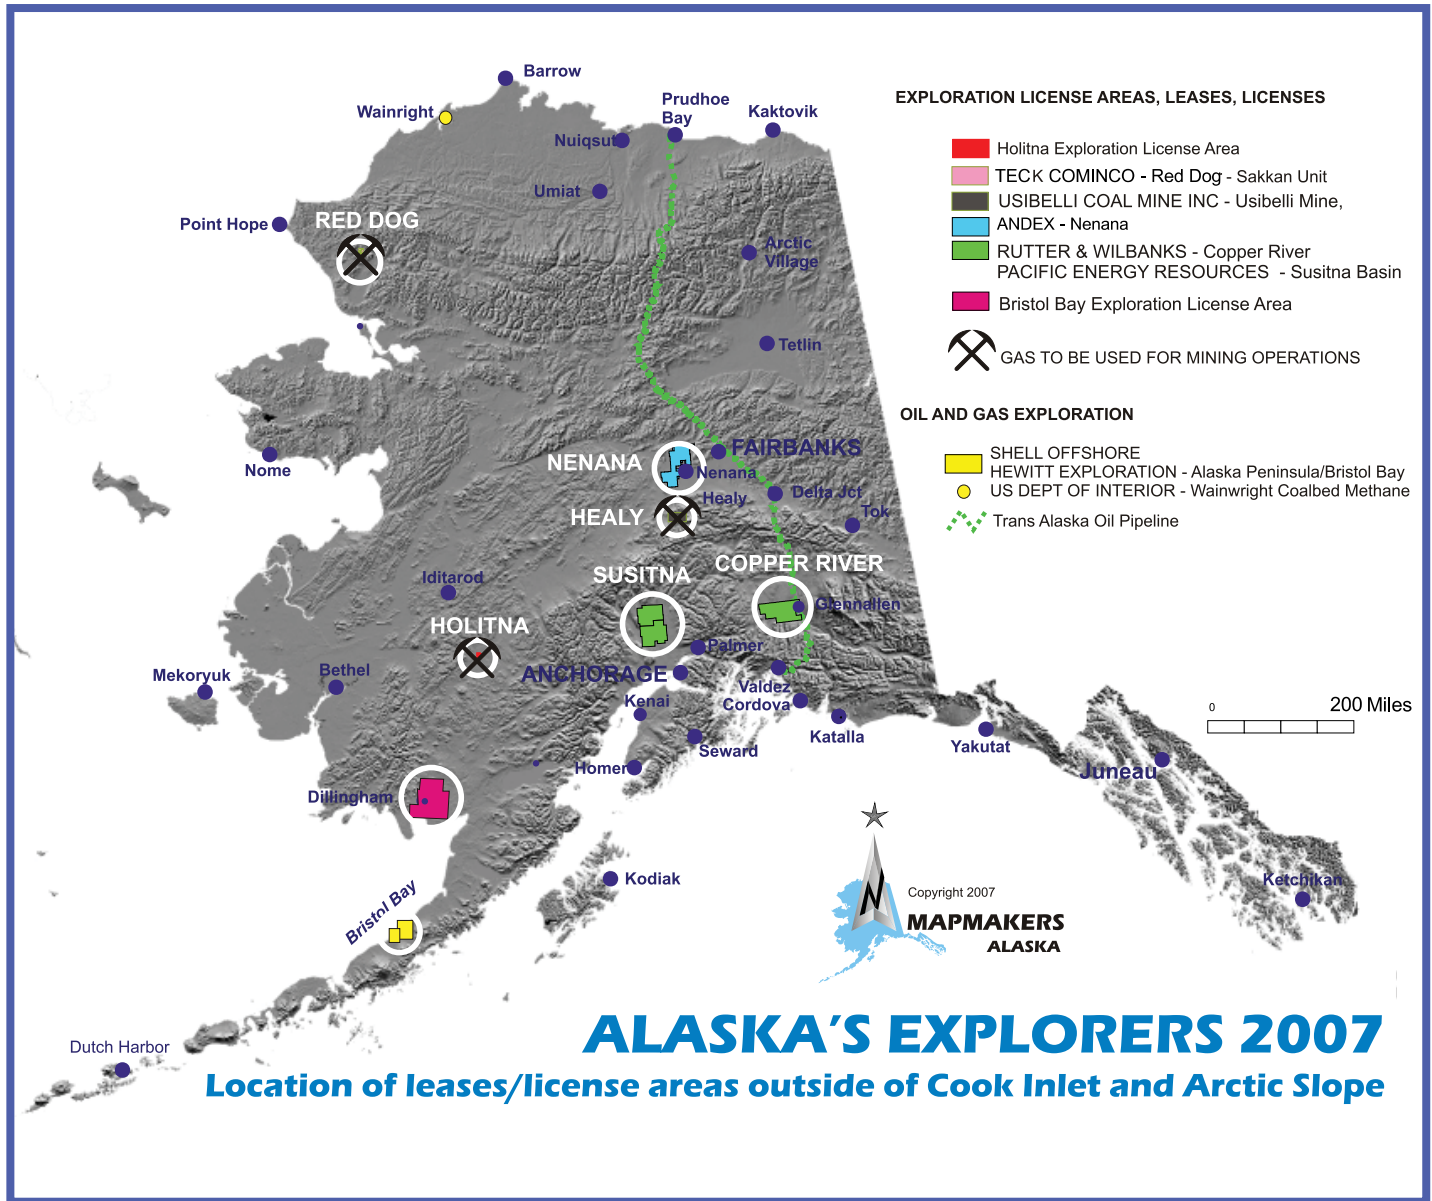 Barrow
Wainright
Prudhoe
Bay
Kaktovik
Nuiqsut
Umiat
Point Hope
RED DOG
Arctic
Village
Tetlin
EXPLORATION LICENSE AREAS, LEASES, LICENSES
Holitna Exploration License Area
TECK COMINCO - Red Dog - Sakkan Unit
USIBELLI COAL MINE INC - Usibelli Mine,
ANDEX - Nenana
RUTTER & WILBANKS - Copper River
PACIFIC ENERGY RESOURCES - Susitna Basin
Bristol Bay Exploration License Area
GAS TO BE USED FOR MINING OPERATIONS
OIL AND GAS EXPLORATION
SHELL OFFSHORE
HEWITT EXPLORATION - Alaska Peninsula/Bristol Bay
US DEPT OF INTERIOR - Wainwright Coalbed Methane
Trans Alaska Oil Pipeline
Nome
NENANA
FAIRBANKS
Nenana
Healy
Delta Jct
HEALY
Tok
Iditarod
SUSITNA
COPPER RIVER
Glennallen
HOLITNA
Palmer
Mekoryuk
Bethel
ANCHORAGE
Valdez
Kenai
Cordova
Katalla
Seward
Yakutat
Homer
Juneau
0
200 Miles
Dillingham
Kodiak
Ketchikan
Bristol Bay
N
Copyright 2007
MAPMAKERS
ALASKA
Dutch Harbor
ALASKA'S EXPLORERS 2007
Location of leases/license areas outside of Cook Inlet and Arctic Slope